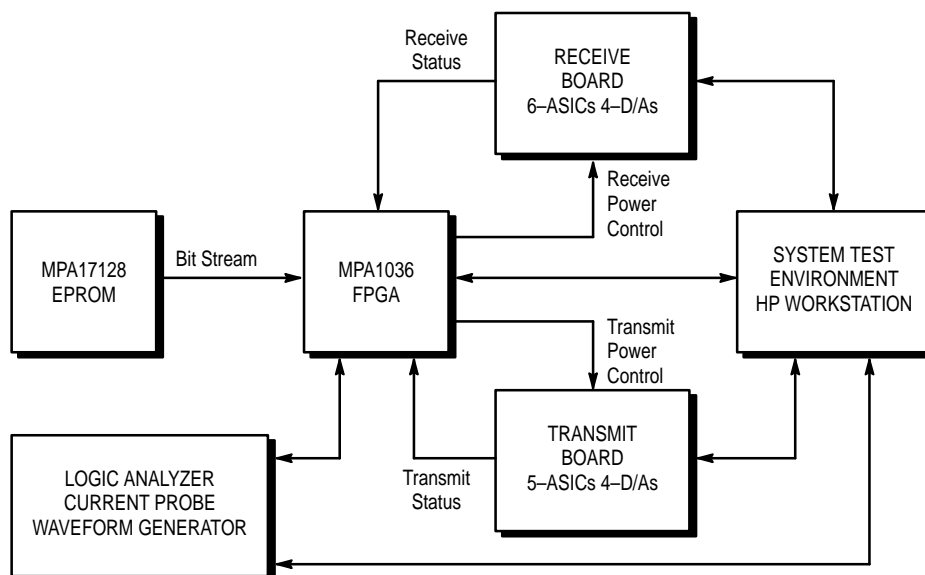 Receive
Status
RECEIVE
BOARD
6–ASICs 4–D/As
Receive
Power
Control
MPA17128
EPROM
Bit Stream
MPA1036
FPGA
SYSTEM TEST
ENVIRONMENT
HP WORKSTATION
Transmit
Power
Control
LOGIC ANALYZER
CURRENT PROBE
WAVEFORM GENERATOR
Transmit
Status
TRANSMIT
BOARD
5–ASICs 4–D/As